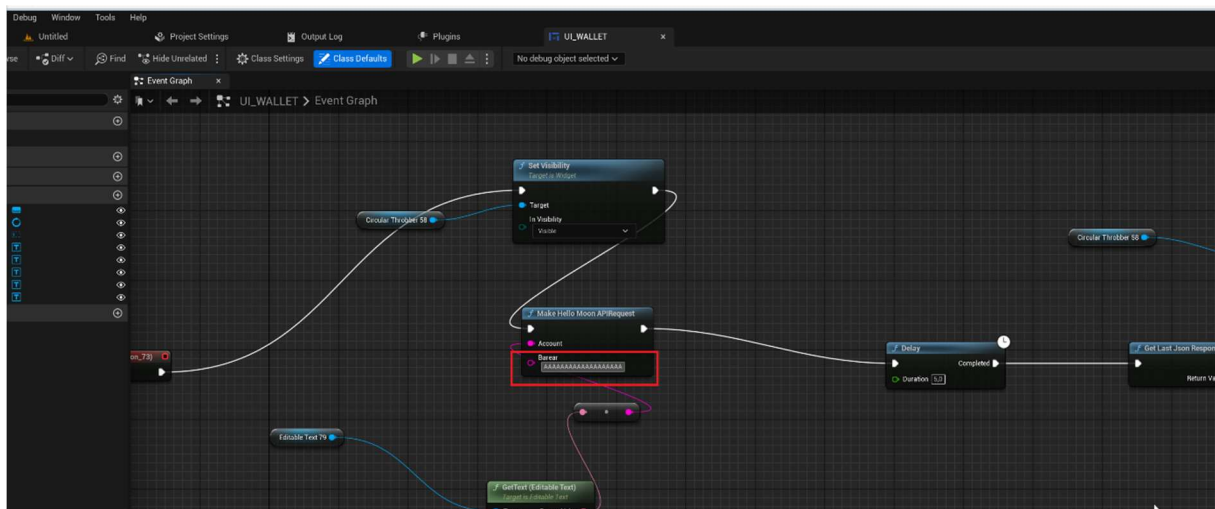 Debug Window Tools Help
Untitled Project Settings Output Log Plugins UI_WALLET ×
Diff Find Hide Unrelated Class Settings Class Defaults No debug object selected
Event Graph ×
UI_WALLET > Event Graph
f Set Visibility
Target is Widget
Target
Circular Throbber 58
In Visibility
Visible
Circular Throbber 58
f Make Hello Moon APIRequest
Account
on_73)
Barear
AAAAAAAAAAAAAAAAAAA
f Delay
Completed
Duration 5,0
f Get Last Json Respon
Return Va
Editable Text 79
f GetText (Editable Text)
Target is Editable Text